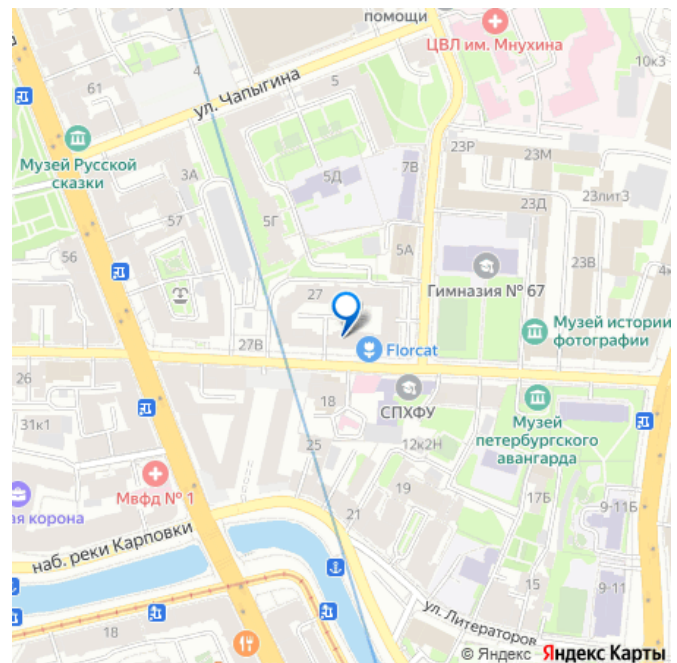 помощи
ЦВЛ им. Мнухина
10к3
61
4
5
ул. Чапыгина
Музей Русской
сказки
3А
5Д
7В
23Р
23М
23лит3
23Д
57
5Г
5А
56
27
Гимназия № 67
23В
4к
Музей истории
фотографии
27В
Florcat
26
18
СПХФУ
Музей
петербургского
авангарда
31к1
25
12к2Н
Мвфд № 1
19
17Б
9-11Б
ая корона
21
наб. реки Карповки
15
9-11
ул. Литераторов
18
© Яндекс Яндекс Карты